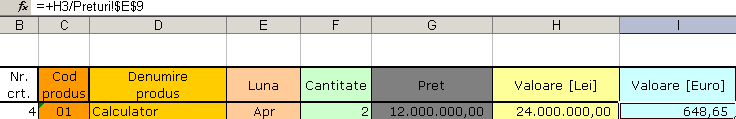 fx =+H3/Preturi!$E$9
B C D E F G H I
Nr. crt. Cod produs Denumire produs Luna Cantitate Pret Valoare [Lei] Valoare [Euro]
4 01 Calculator Apr 2 12.000.000,00 24.000.000,00 648,65